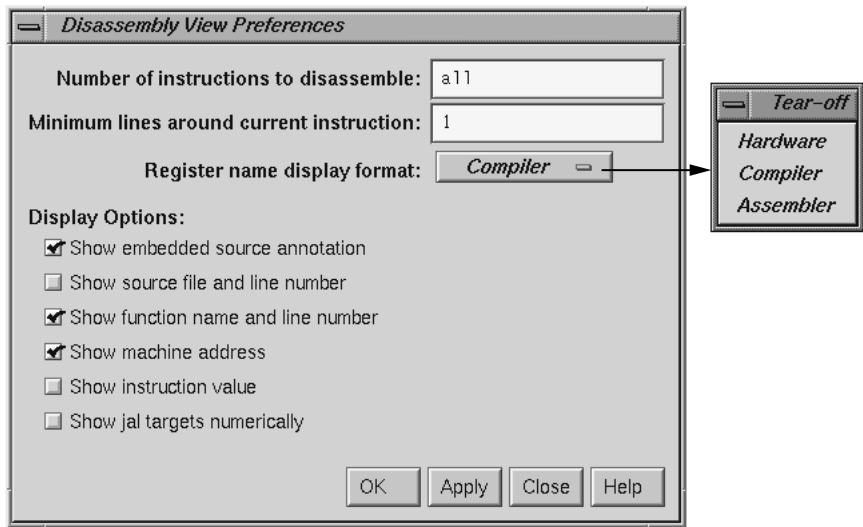 Disassembly View Preferences
Number of instructions to disassemble: all
Minimum lines around current instruction: 1
Register name display format: Compiler
Display Options:
Show embedded source annotation
Show source file and line number
Show function name and line number
Show machine address
Show instruction value
Show jal targets numerically
OK Apply Close Help
Tear-off
Hardware
Compiler
Assembler